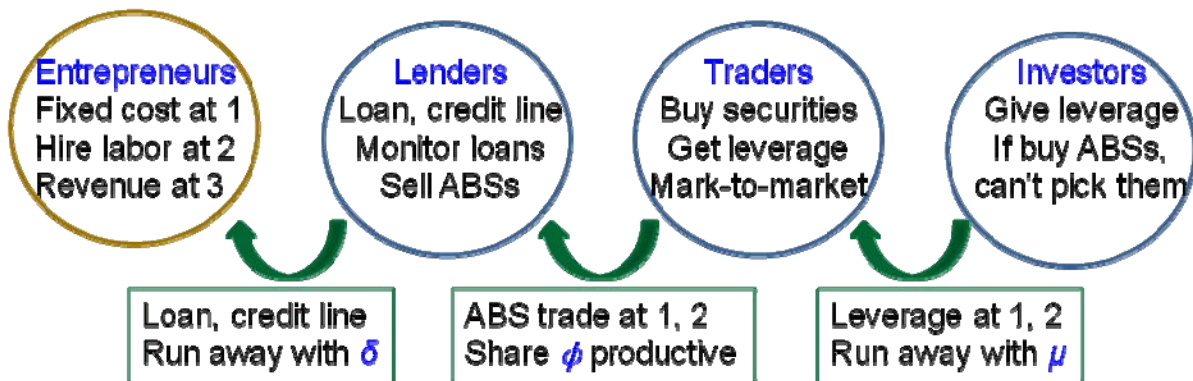 Entrepreneurs
Fixed cost at 1
Hire labor at 2
Revenue at 3
Lenders
Loan, credit line
Monitor loans
Sell ABSs
Traders
Buy securities
Get leverage
Mark-to-market
Investors
Give leverage
If buy ABSs,
can't pick them
Loan, credit line
Run away with δ
ABS trade at 1, 2
Share ϕ productive
Leverage at 1, 2
Run away with μ